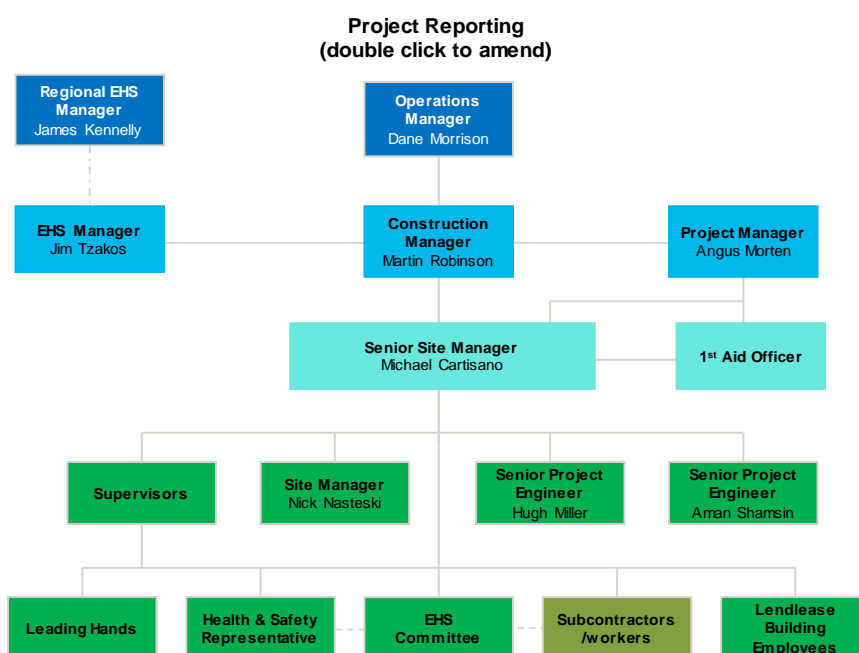 Project Reporting
(double click to amend)
Regional EHS
Manager
James Kennelly
Operations
Manager
Dane Morrison
EHS Manager
Jim Tzakos
Construction
Manager
Martin Robinson
Project Manager
Angus Morten
Senior Site Manager
Michael Cartisano
1st Aid Officer
Supervisors
Site Manager
Nick Nasteski
Senior Project
Engineer
Hugh Miller
Senior Project
Engineer
Aman Shamsin
Leading Hands
Health & Safety
Representative
EHS
Committee
Subcontractors
/workers
Lendlease
Building
Employees